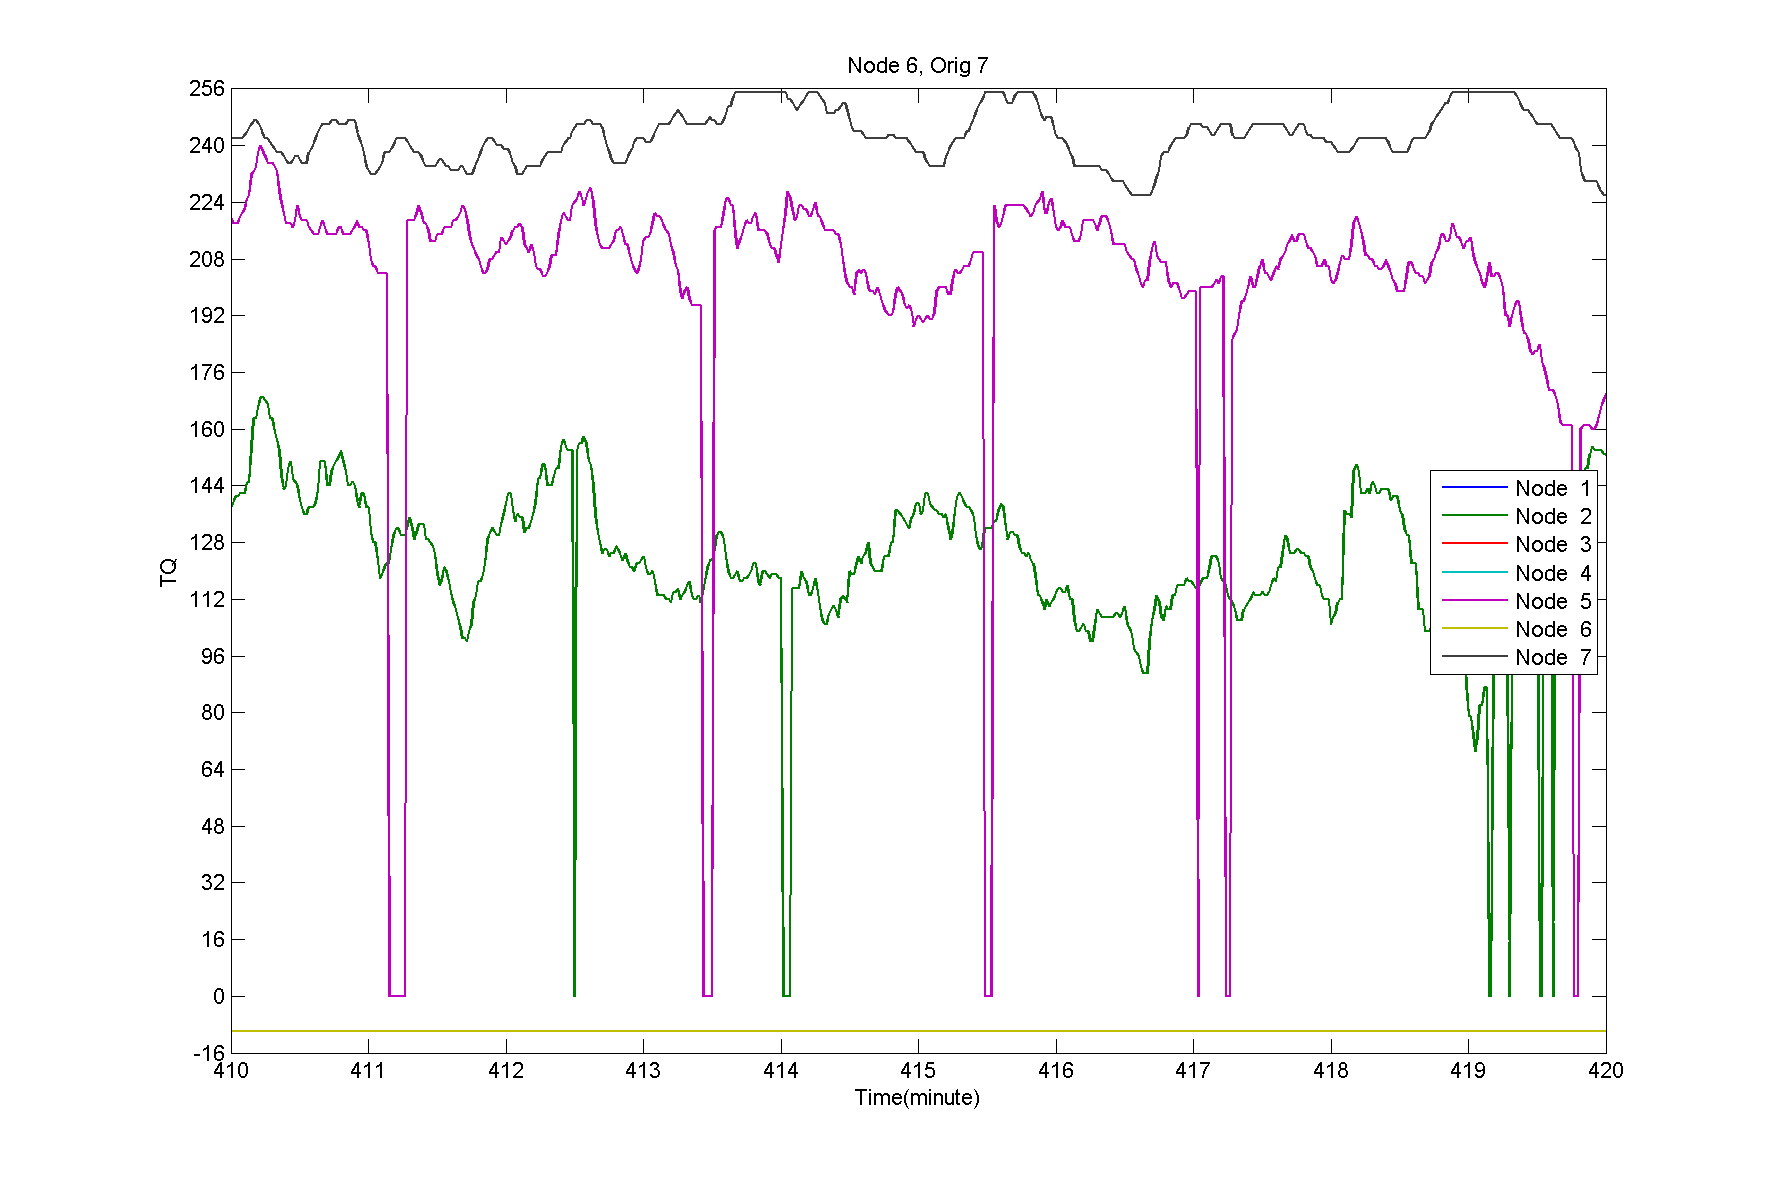 Node 6, Orig 7
256
240
224
208
192
176
160
144
128
112
96
80
64
48
32
16
0
-16
TQ
Node 1
Node 2
Node 3
Node 4
Node 5
Node 6
Node 7
410 411 412 413 414 415 416 417 418 419 420
Time(minute)